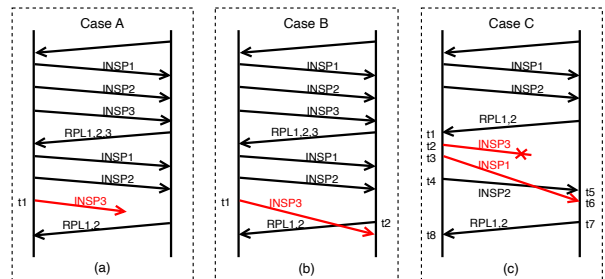 Case A
INSP1
INSP2
INSP3
RPL1,2,3
INSP1
INSP2
t1
INSP3
RPL1,2
(a)
Case B
INSP1
INSP2
INSP3
RPL1,2,3
INSP1
INSP2
t1
INSP3
t2
RPL1,2
(b)
Case C
INSP1
INSP2
RPL1,2
t1
t2
INSP3
t3
INSP1
t4
INSP2
t5
t6
RPL1,2
t7
t8
(c)